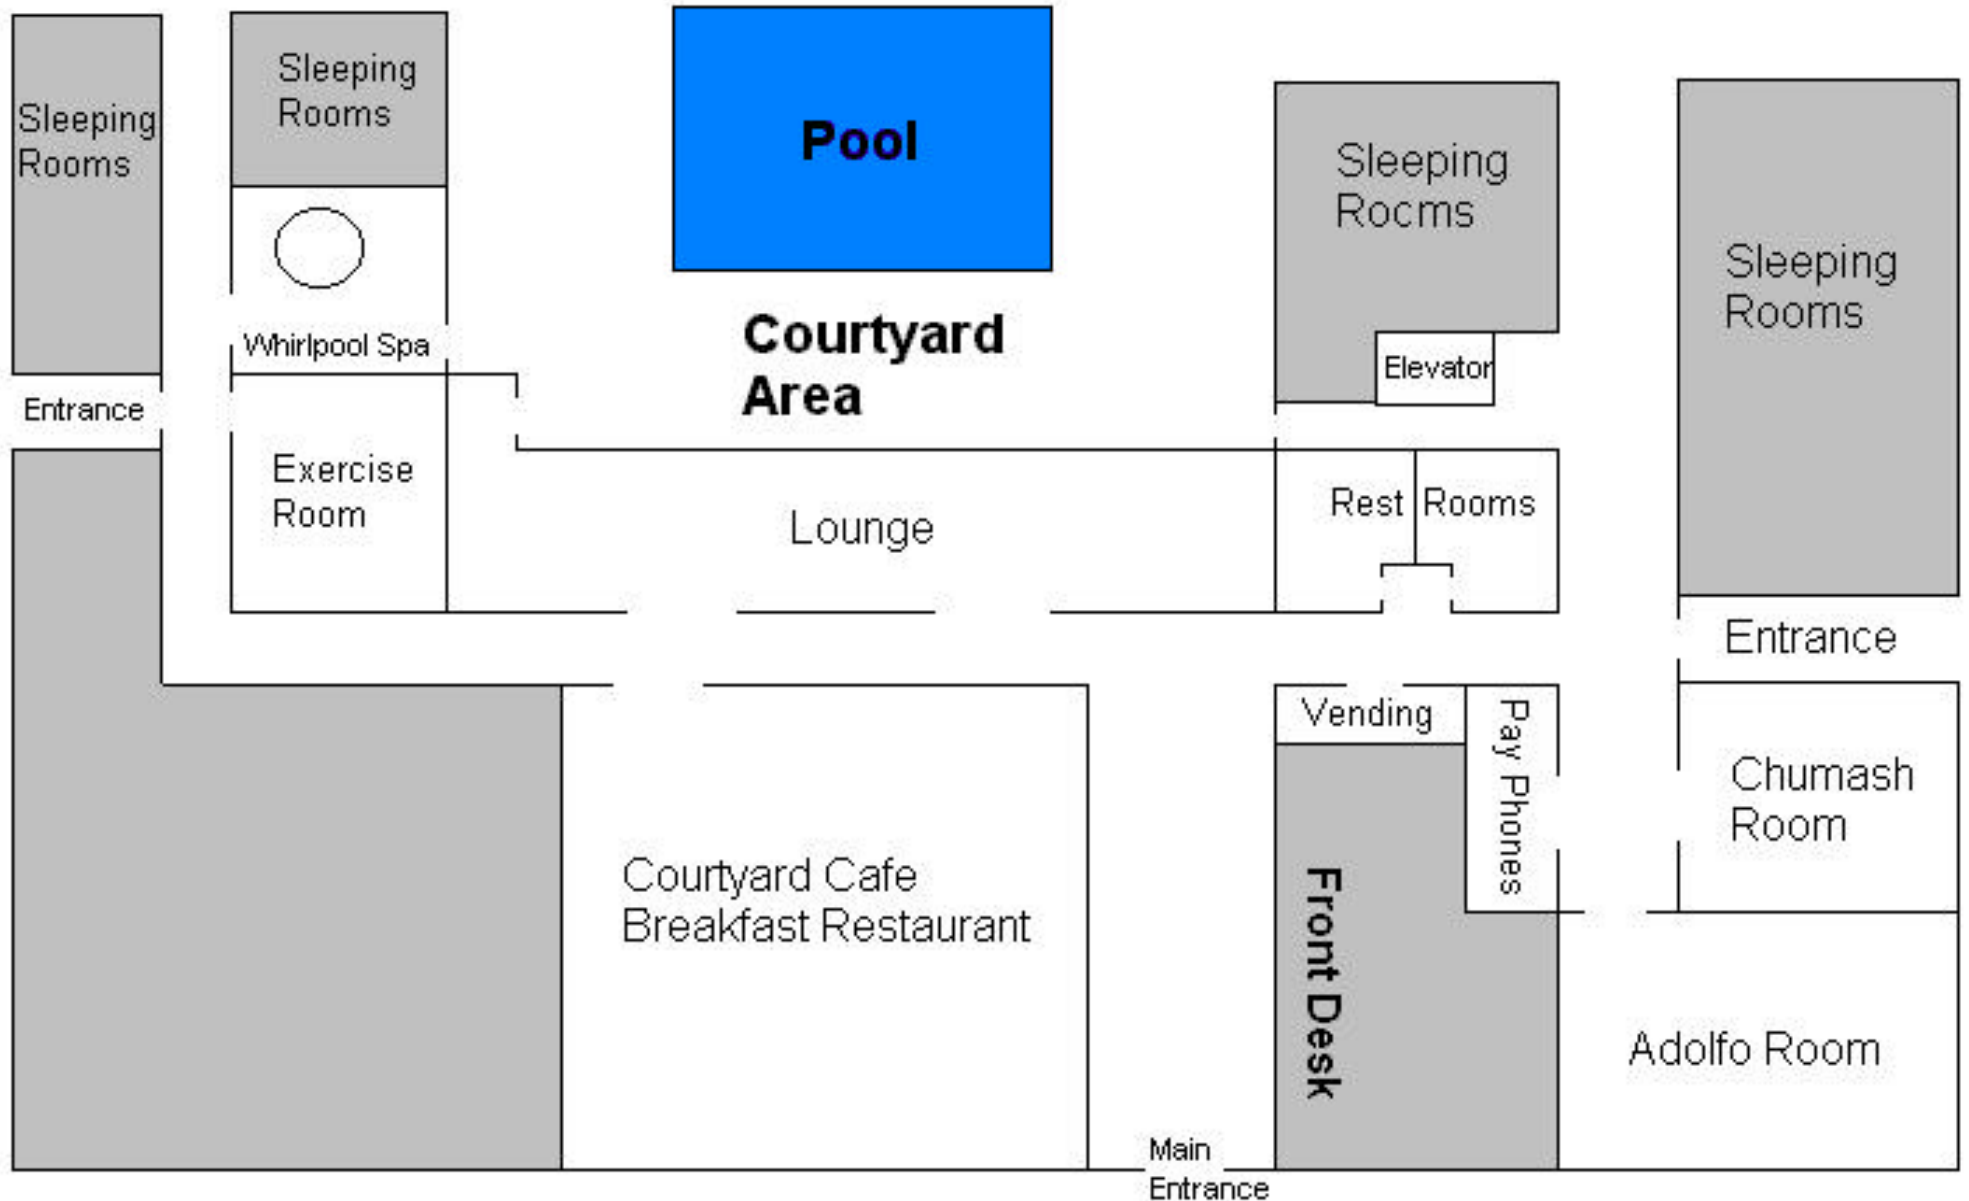 Sleeping
Rooms
Sleeping
Rooms
Pool
Sleeping
Rocms
Sleeping
Rooms
Whirlpool Spa
Courtyard
Area
Elevator
Entrance
Exercise
Room
Lounge
Rest Rooms
Entrance
Vending
Pay Phones
Chumash
Room
Courtyard Cafe
Breakfast Restaurant
Front Desk
Adolfo Room
Main
Entrance